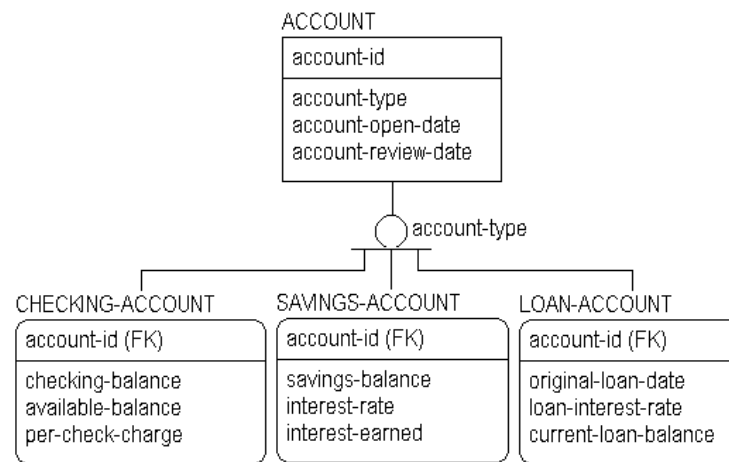 ACCOUNT
account-id
account-type
account-open-date
account-review-date
account-type
CHECKING-ACCOUNT
account-id (FK)
checking-balance
available-balance
per-check-charge
SAVINGS-ACCOUNT
account-id (FK)
savings-balance
interest-rate
interest-earned
LOAN-ACCOUNT
account-id (FK)
original-loan-date
loan-interest-rate
current-loan-balance